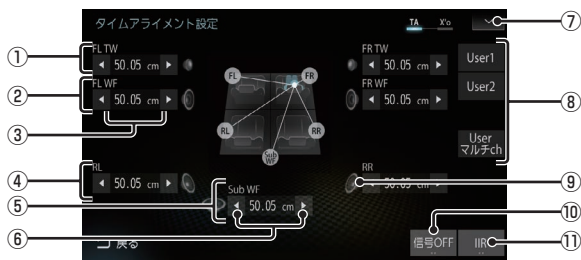 タイムアライメント設定
TA X'o
⑦
①
FL TW
50.05 cm
FR TW
50.05 cm
User1
②
FL WF
50.05 cm
FR WF
50.05 cm
User2
⑧
③
FL
FR
RL
RR
Sub WF
User
マルチch
④
RL
50.05 cm
RR
50.05 cm
⑨
⑤
Sub WF
50.05 cm
⑩
⑥
戻る
信号OFF
IIR
⑪